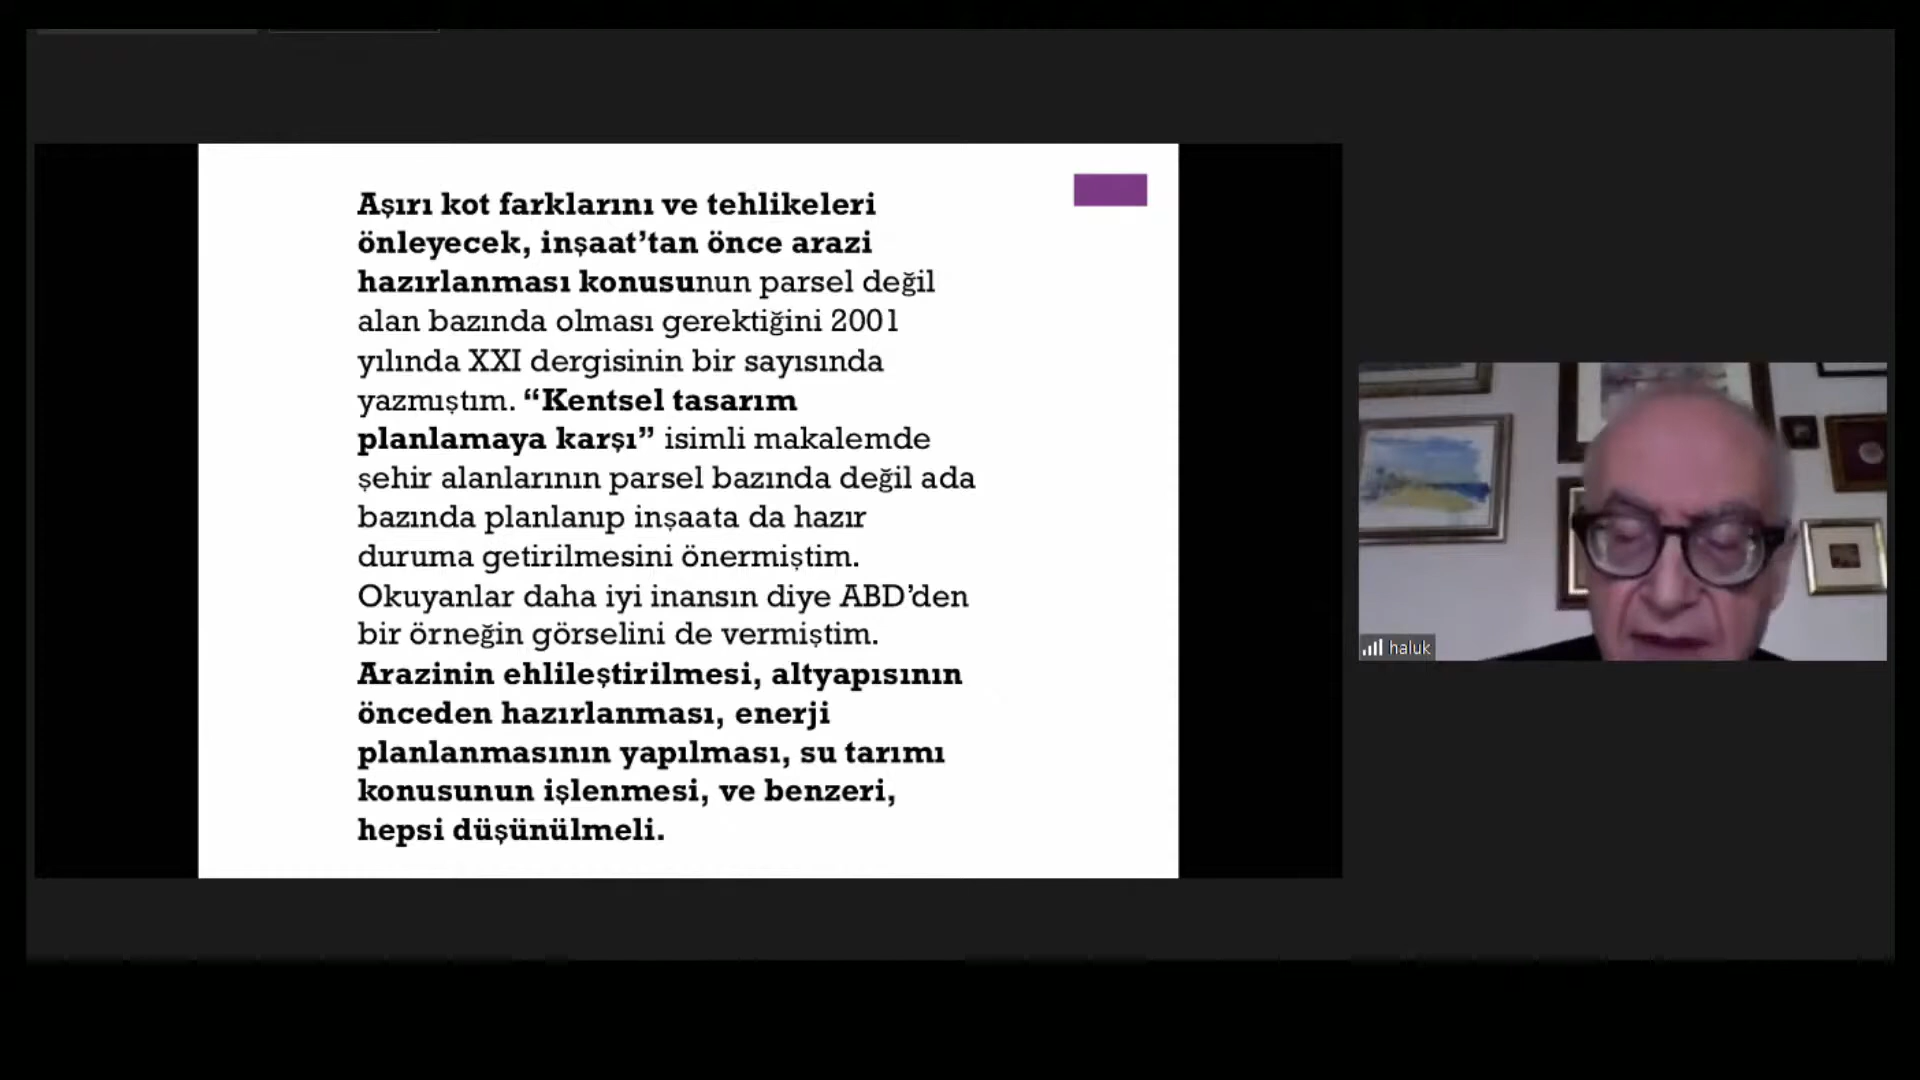 Aşırı kot farklarını ve tehlikeleri
önleyecek, inşaat’tan önce arazi
hazırlanması konusunun parsel değil
alan bazında olması gerektiğini 2001
yılında XXI dergisinin bir sayısında
yazmıştım. “Kentsel tasarım
planlamaya karşı” isimli makalemde
şehir alanlarının parsel bazında değil ada
bazında planlanıp inşaata da hazır
duruma getirilmesini önermiştim.
Okuyanlar daha iyi inansın diye ABD’den
bir örneğin görselini de vermiştim.
Arazinin ehlileştirilmesi, altyapısının
önceden hazırlanması, enerji
planlanmasının yapılması, su tarımı
konusunun işlenmesi, ve benzeri,
hepsi düşünülmeli.
haluk